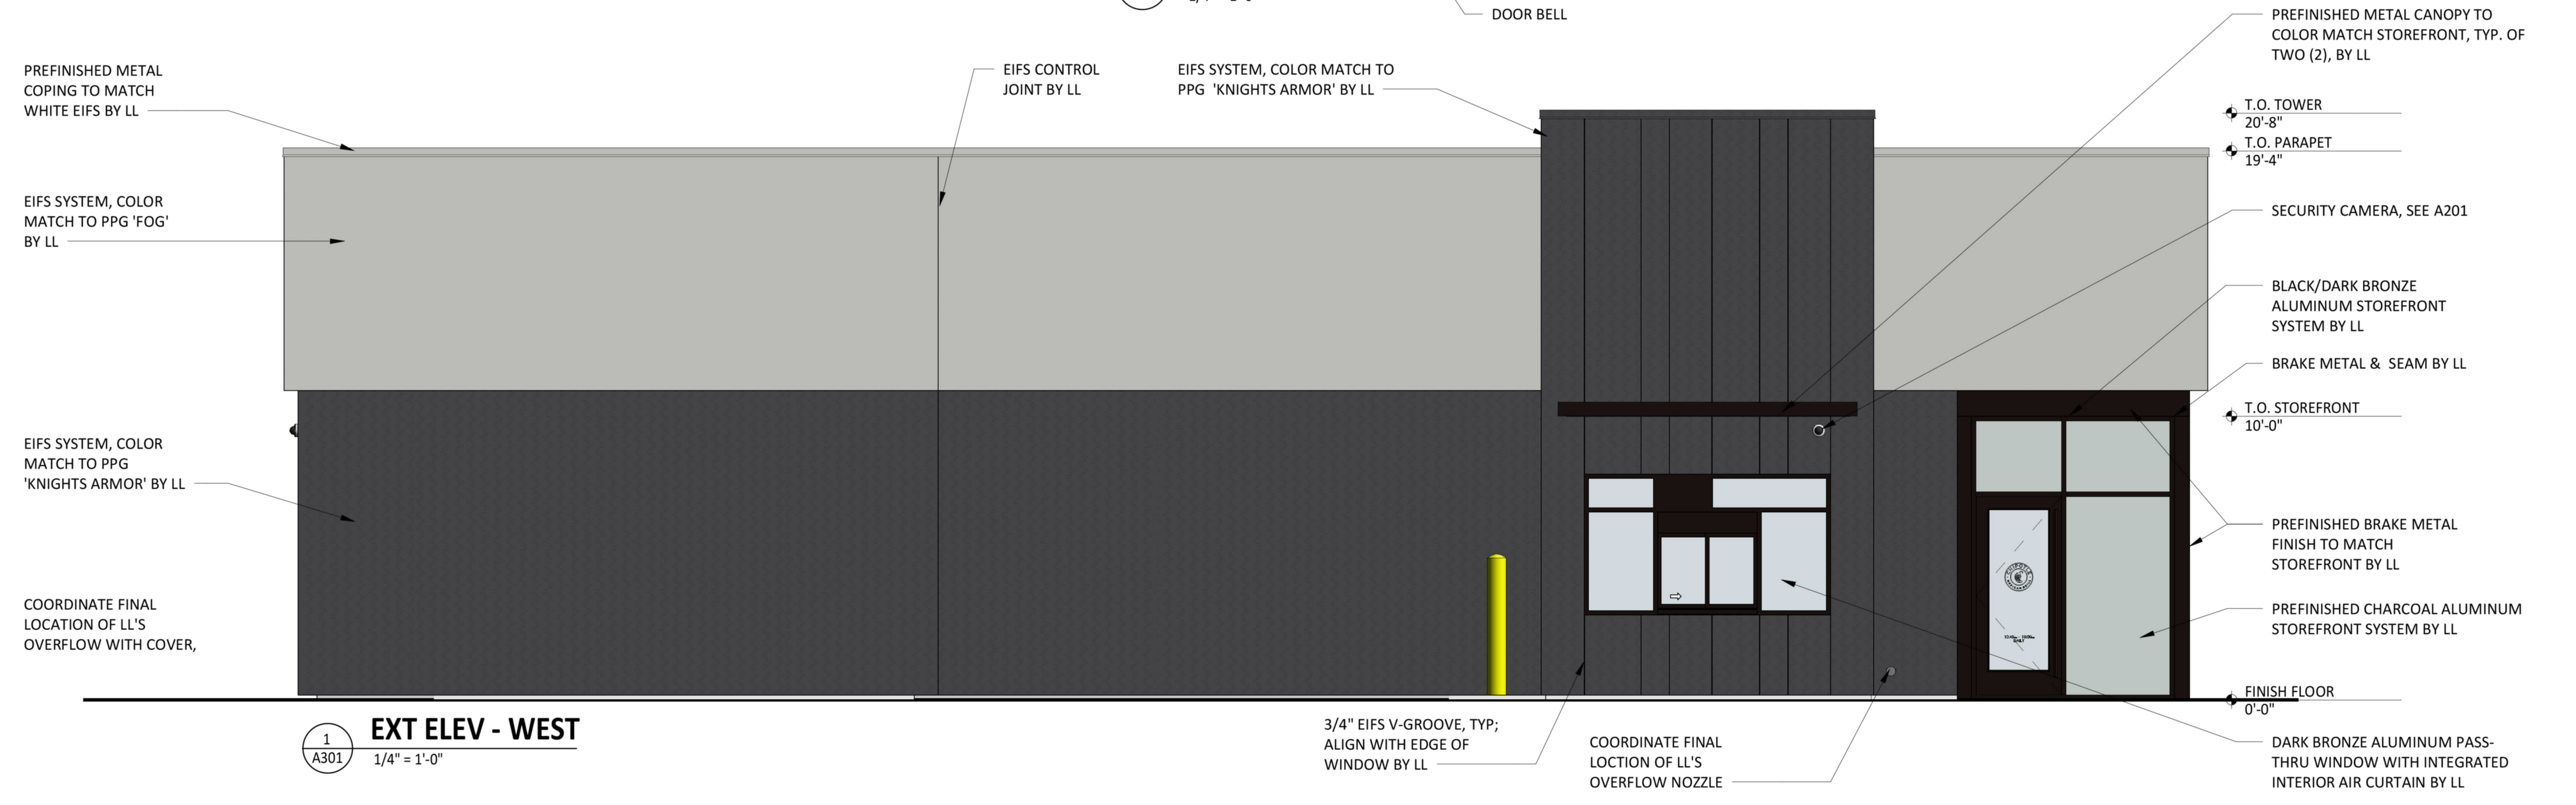 DOOR BELL
PREFINISHED METAL
COPING TO MATCH
WHITE EIFS BY LL
EIFS CONTROL
JOINT BY LL
EIFS SYSTEM, COLOR MATCH TO
PPG 'KNIGHTS ARMOR' BY LL
PREFINISHED METAL CANOPY TO
COLOR MATCH STOREFRONT, TYP. OF
TWO (2), BY LL
T.O. TOWER
20'-8"
T.O. PARAPET
19'-4"
EIFS SYSTEM, COLOR
MATCH TO PPG 'FOG'
BY LL
SECURITY CAMERA, SEE A201
BLACK/DARK BRONZE
ALUMINUM STOREFRONT
SYSTEM BY LL
BRAKE METAL & SEAM BY LL
T.O. STOREFRONT
10'-0"
EIFS SYSTEM, COLOR
MATCH TO PPG
'KNIGHTS ARMOR' BY LL
PREFINISHED BRAKE METAL
FINISH TO MATCH
STOREFRONT BY LL
CHIPOTLE
COORDINATE FINAL
LOCATION OF LL'S
OVERFLOW WITH COVER,
PREFINISHED CHARCOAL ALUMINUM
STOREFRONT SYSTEM BY LL
FINISH FLOOR
0'-0"
1
A301
EXT ELEV - WEST
1/4" = 1'-0"
3/4" EIFS V-GROOVE, TYP;
ALIGN WITH EDGE OF
WINDOW BY LL
COORDINATE FINAL
LOCTION OF LL'S
OVERFLOW NOZZLE
DARK BRONZE ALUMINUM PASS-
THRU WINDOW WITH INTEGRATED
INTERIOR AIR CURTAIN BY LL